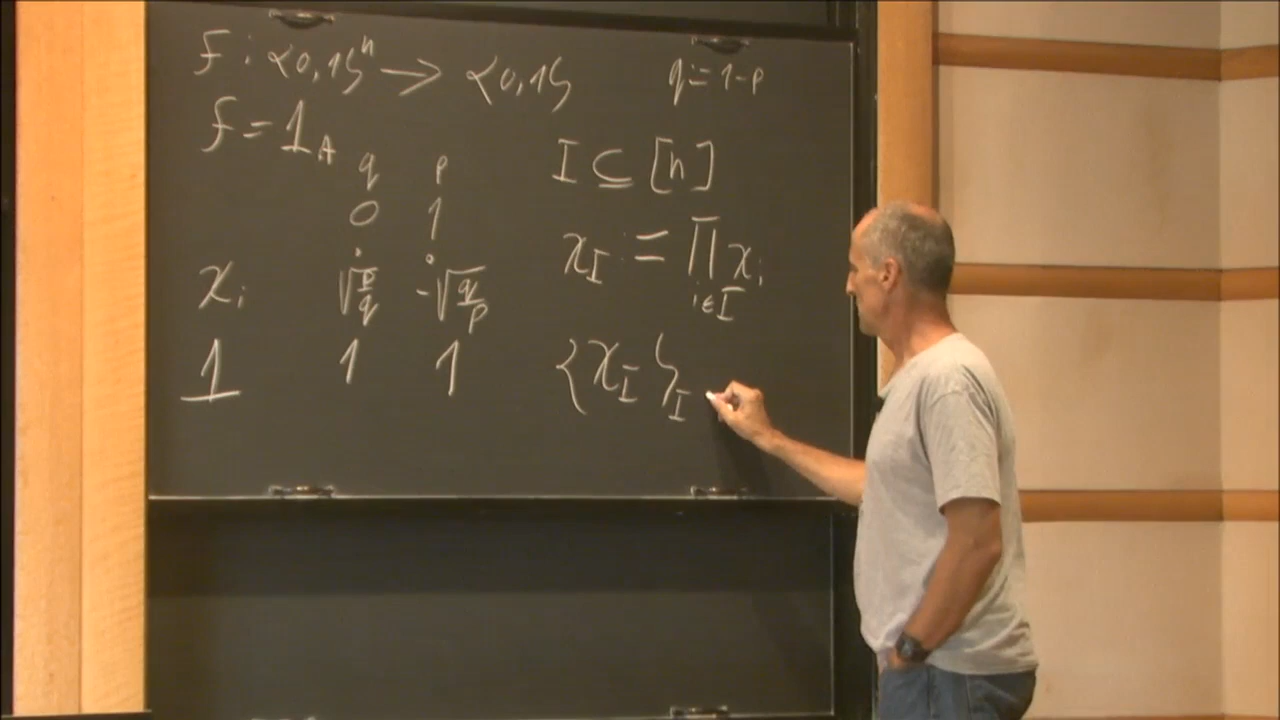 f : {0,1}ⁿ → {0,1} q := 1-p
f = 1_A
q p I ⊆ [n]
0 1
χ_i √(p/q) -√(q/p) χ_I := ∏_{i∈I} χ_i
1 1 1 {χ_I}_I